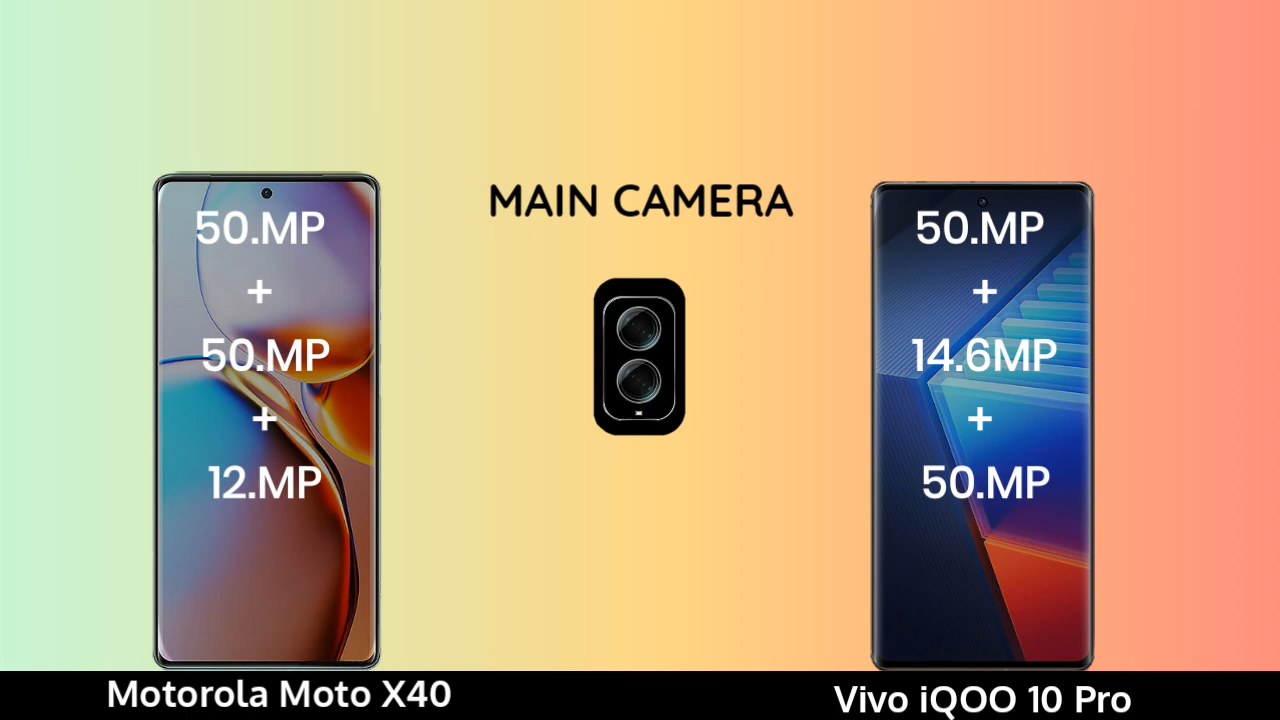 MAIN CAMERA
50.MP
+
50.MP
+
12.MP
50.MP
+
14.6MP
+
50.MP
Motorola Moto X40
Vivo iQOO 10 Pro